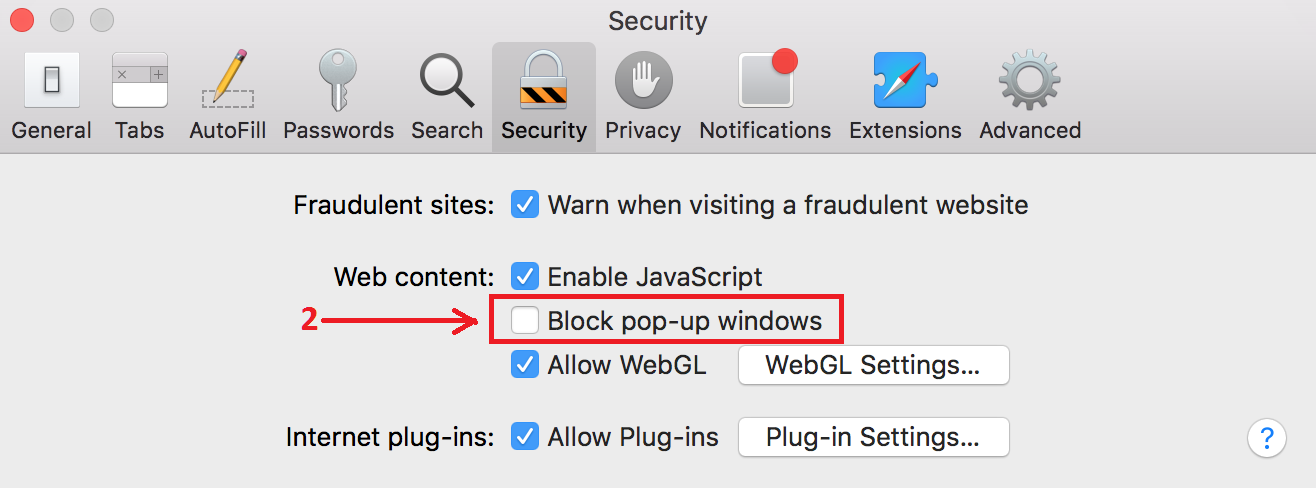 Security
General Tabs AutoFill Passwords Search Security Privacy Notifications Extensions Advanced
Fraudulent sites: Warn when visiting a fraudulent website
Web content: Enable JavaScript
2 Block pop-up windows
Allow WebGL WebGL Settings...
Internet plug-ins: Allow Plug-ins Plug-in Settings...
?